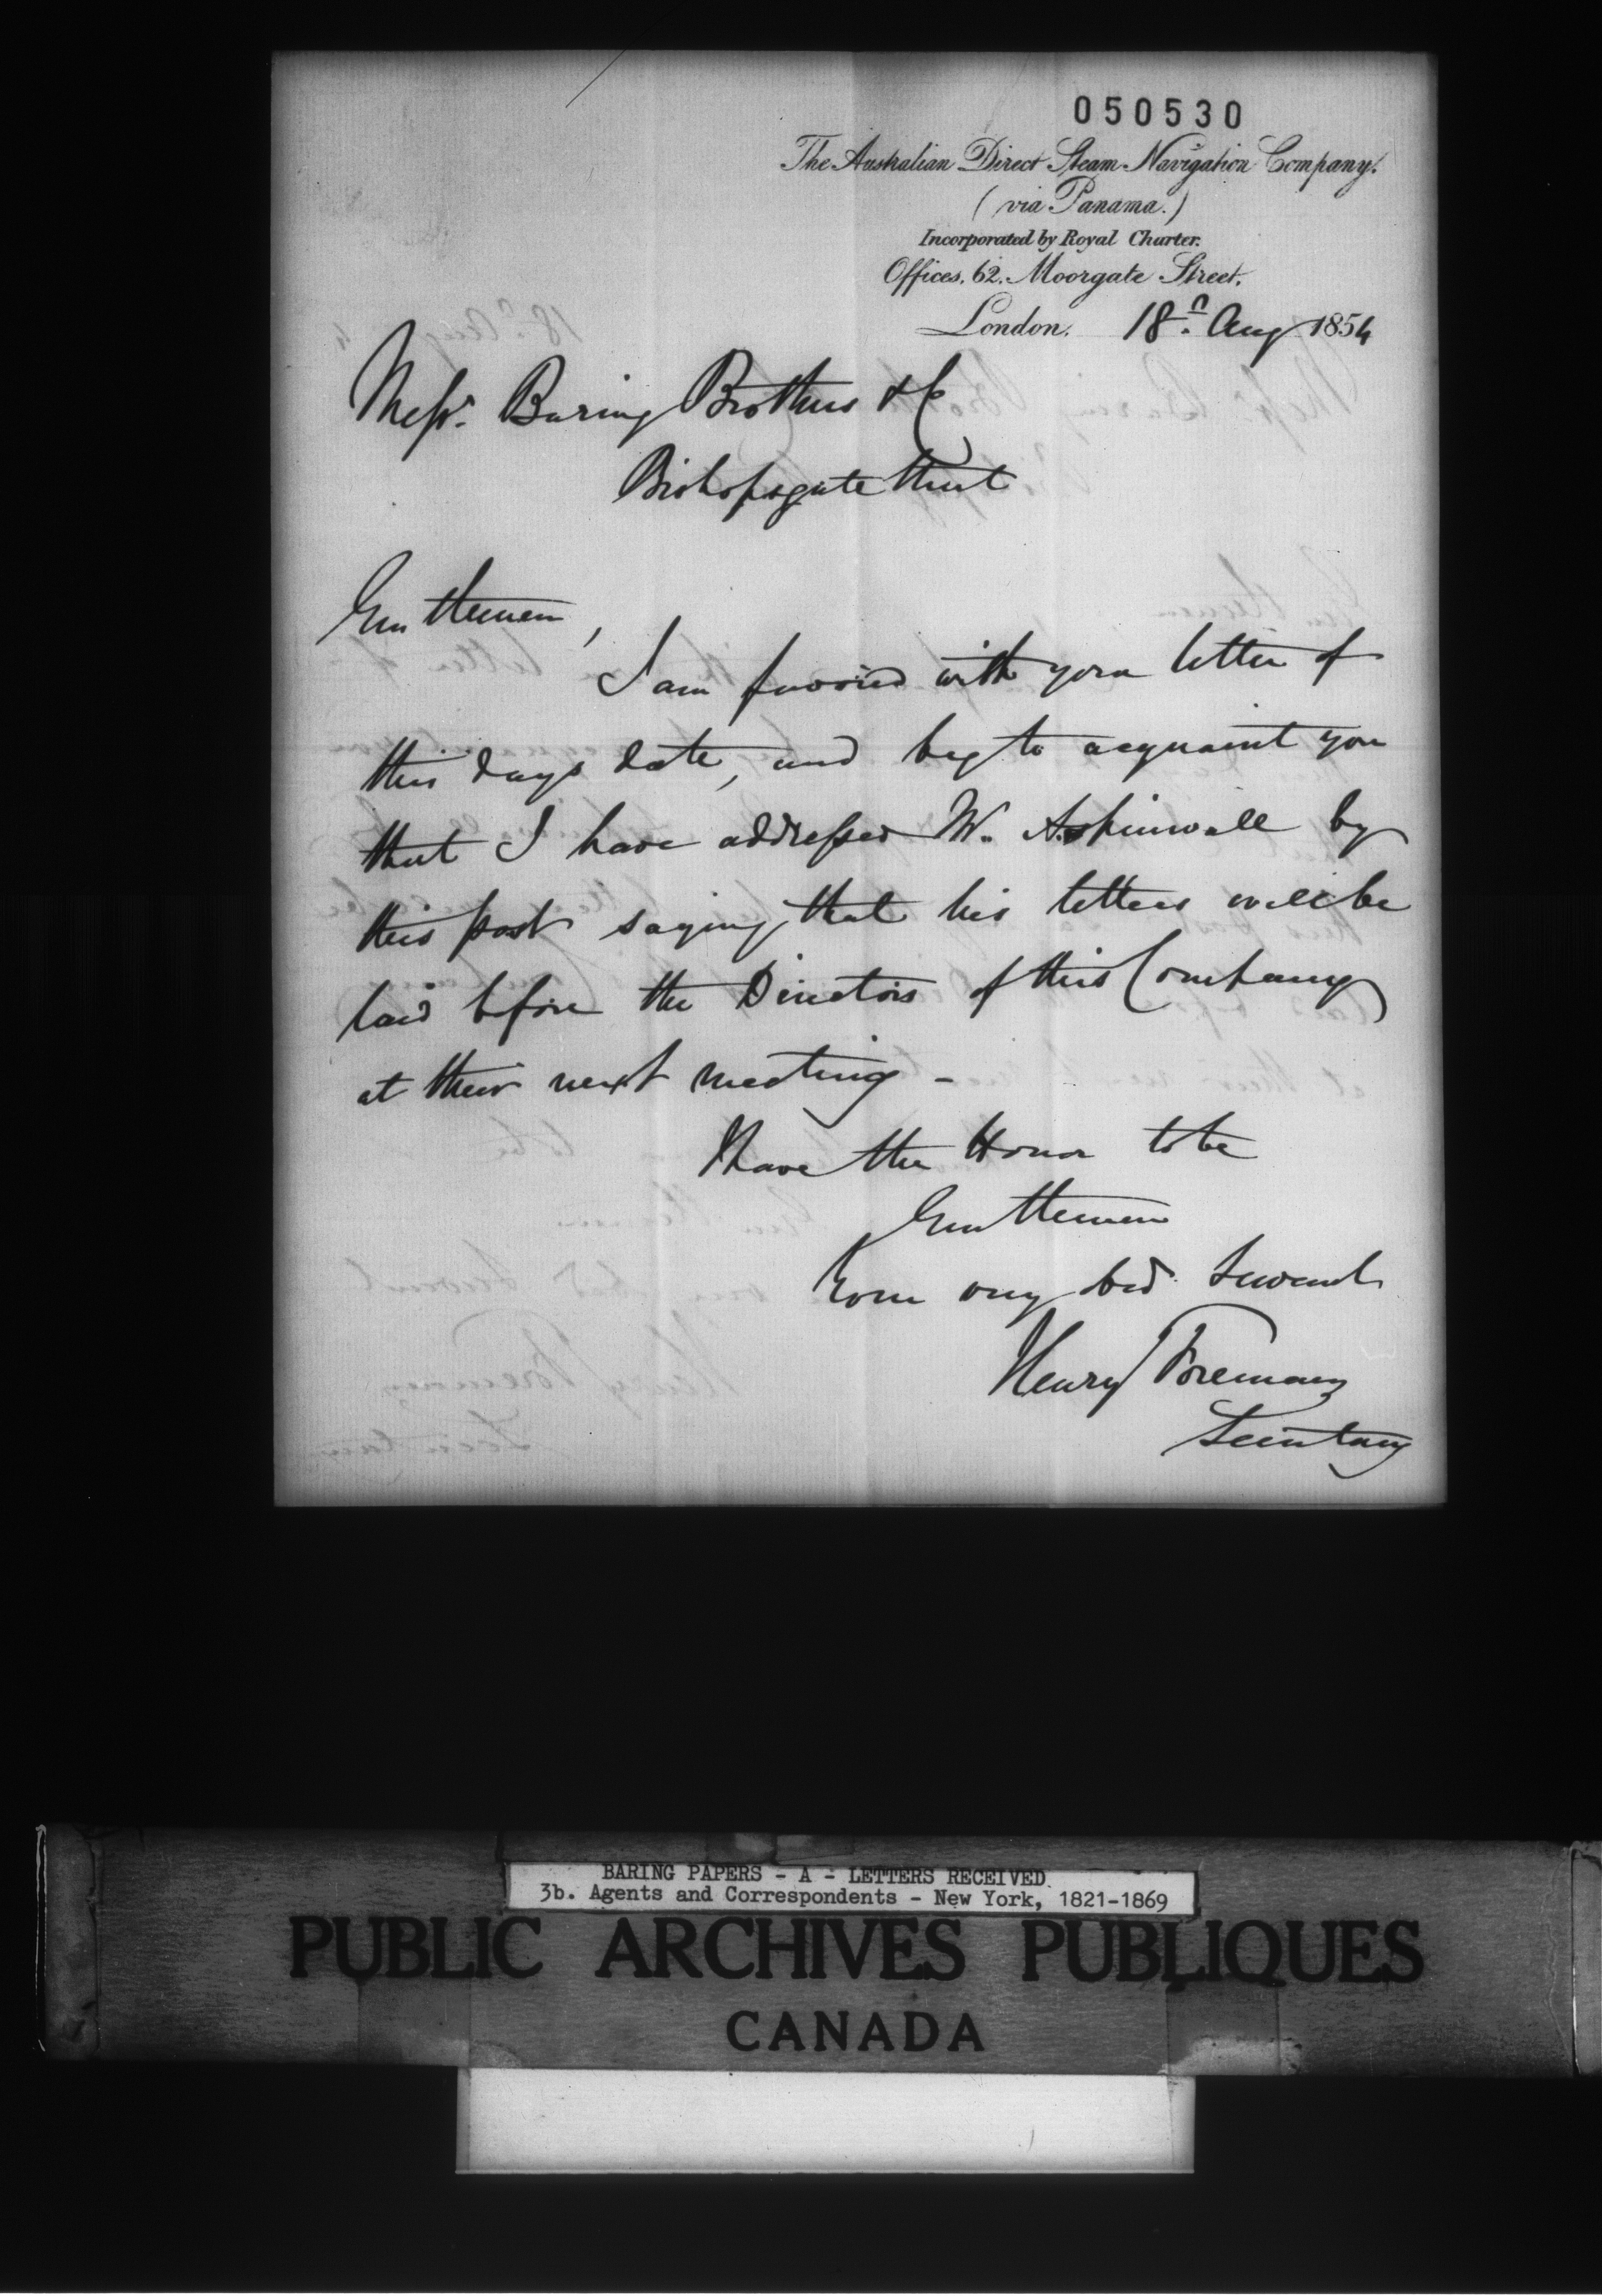 050530
The Australian Direct Steam Navigation Company.
(via Panama.)
Incorporated by Royal Charter.
Offices. 62. Moorgate Street.
London. 18th Aug 1854
Messrs. Baring Brothers & Co
Bishopsgate Street
Gentlemen,
I am favored with your letter of
this days date, and beg to acquaint you
that I have addressed W. Aspinwall by
this post saying that his letters will be
laid before the Directors of this Company
at their next meeting -
I have the Honor to be
Gentlemen
Your very obed. Servant
Henry Foreman
Secretary
BARING PAPERS - A - LETTERS RECEIVED.
3b. Agents and Correspondents - New York, 1821-1869
PUBLIC ARCHIVES PUBLIQUES
CANADA